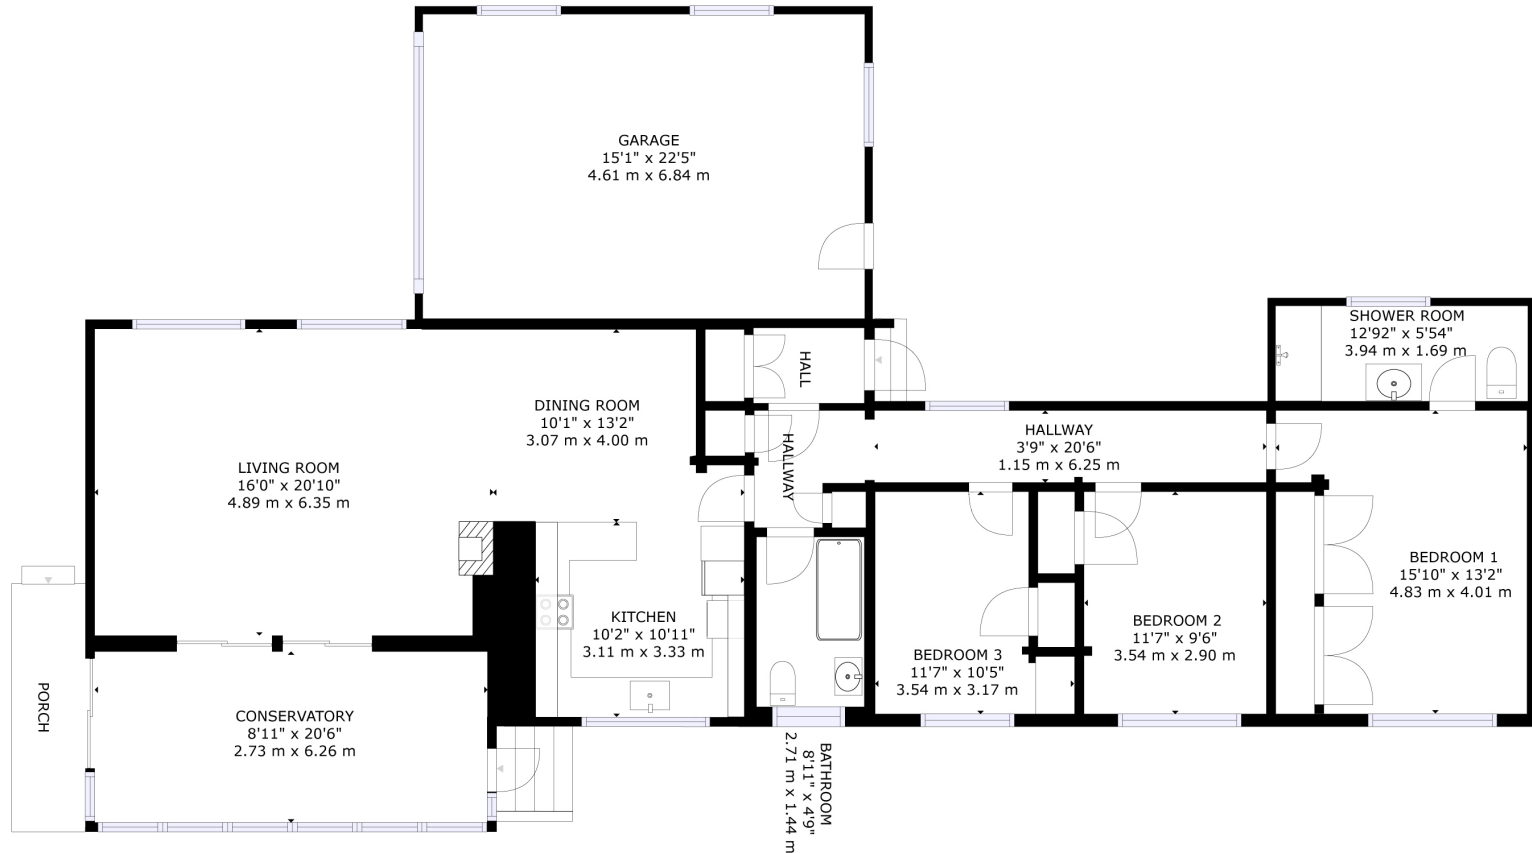 GARAGE
15'1" x 22'5"
4.61 m x 6.84 m
SHOWER ROOM
12'92" x 5'54"
3.94 m x 1.69 m
HALL
DINING ROOM
10'1" x 13'2"
3.07 m x 4.00 m
HALLWAY
HALLWAY
3'9" x 20'6"
1.15 m x 6.25 m
LIVING ROOM
16'0" x 20'10"
4.89 m x 6.35 m
BEDROOM 1
15'10" x 13'2"
4.83 m x 4.01 m
KITCHEN
10'2" x 10'11"
3.11 m x 3.33 m
BEDROOM 2
11'7" x 9'6"
3.54 m x 2.90 m
BEDROOM 3
11'7" x 10'5"
3.54 m x 3.17 m
PORCH
CONSERVATORY
8'11" x 20'6"
2.73 m x 6.26 m
BATHROOM
8'11" x 4'9"
2.71 m x 1.44 m